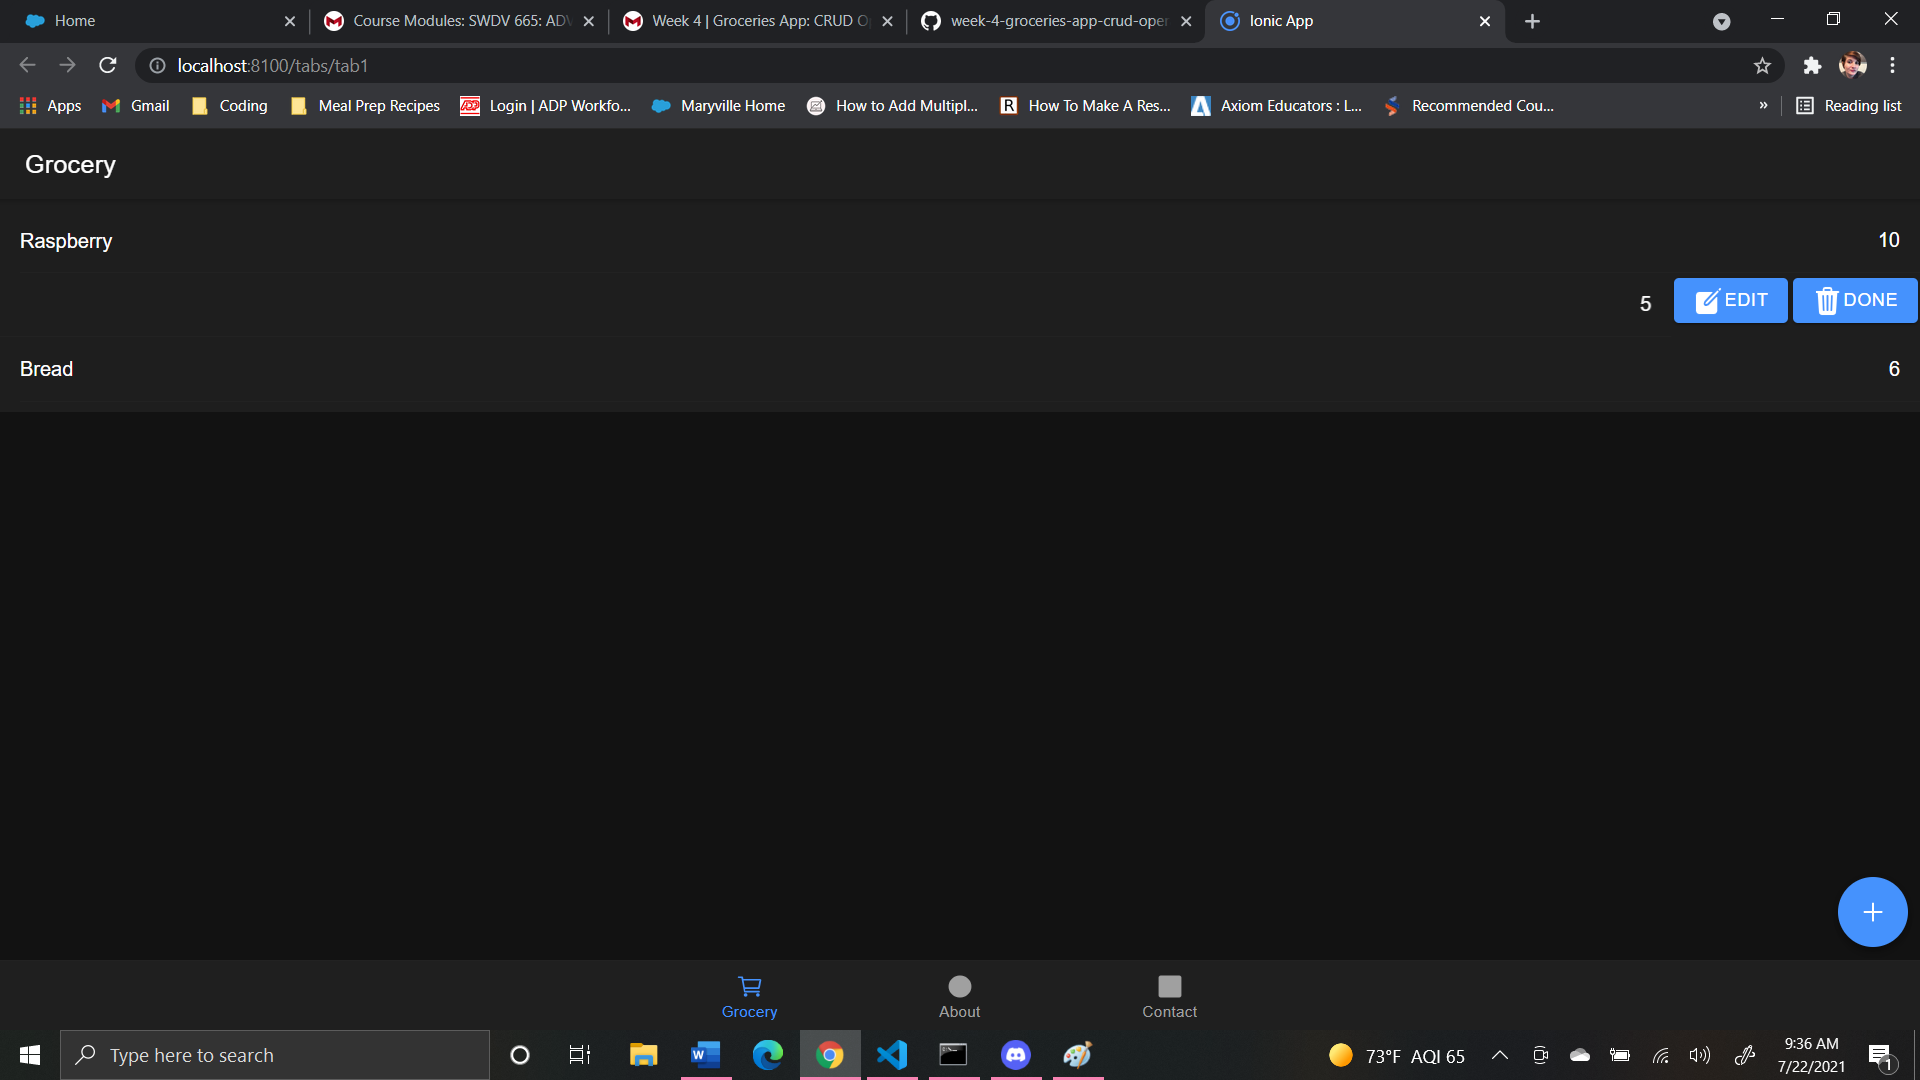 Home
Course Modules: SWDV 665: ADV
Week 4 | Groceries App: CRUD O
week-4-groceries-app-crud-oper
Ionic App
localhost:8100/tabs/tab1
Apps
Gmail
Coding
Meal Prep Recipes
Login | ADP Workfo...
Maryville Home
How to Add Multipl...
R
How To Make A Res...
Axiom Educators : L...
Recommended Cou...
»
Reading list
Grocery
Raspberry 10
5 EDIT DONE
Bread 6
Grocery
About
Contact
Type here to search
73°F AQI 65
9:36 AM
7/22/2021
1